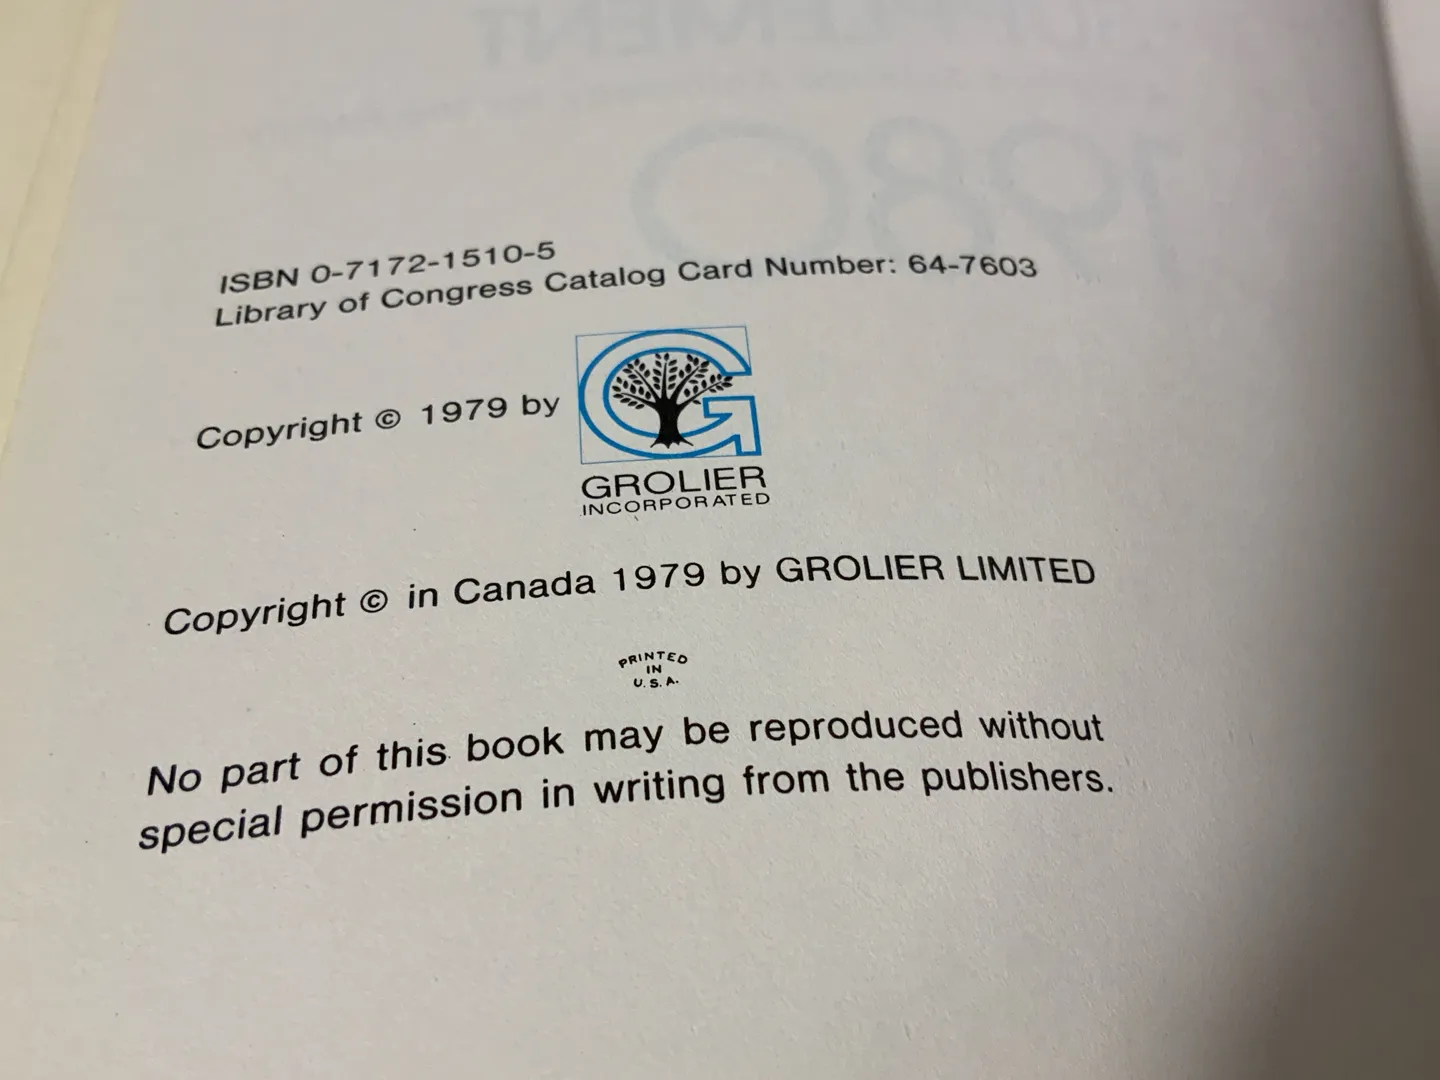 SUPPLEMENT
1980
ISBN 0-7172-1510-5
Library of Congress Catalog Card Number: 64-7603
Copyright © 1979 by
G
GROLIER
INCORPORATED
Copyright © in Canada 1979 by GROLIER LIMITED
PRINTED
IN
U. S. A.
No part of this book may be reproduced without
special permission in writing from the publishers.